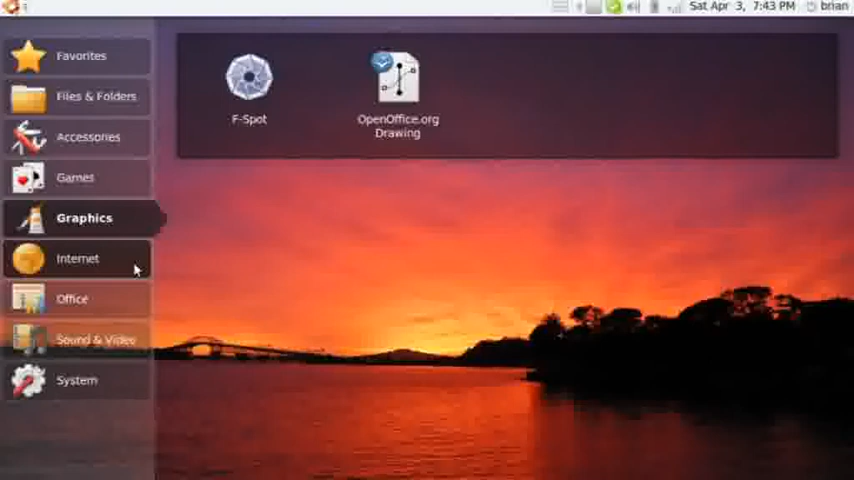 Sat Apr 3, 7:43 PM brian
Favorites
Files & Folders
Accessories
Games
Graphics
Internet
Office
Sound & Video
System
F-Spot
OpenOffice.org
Drawing